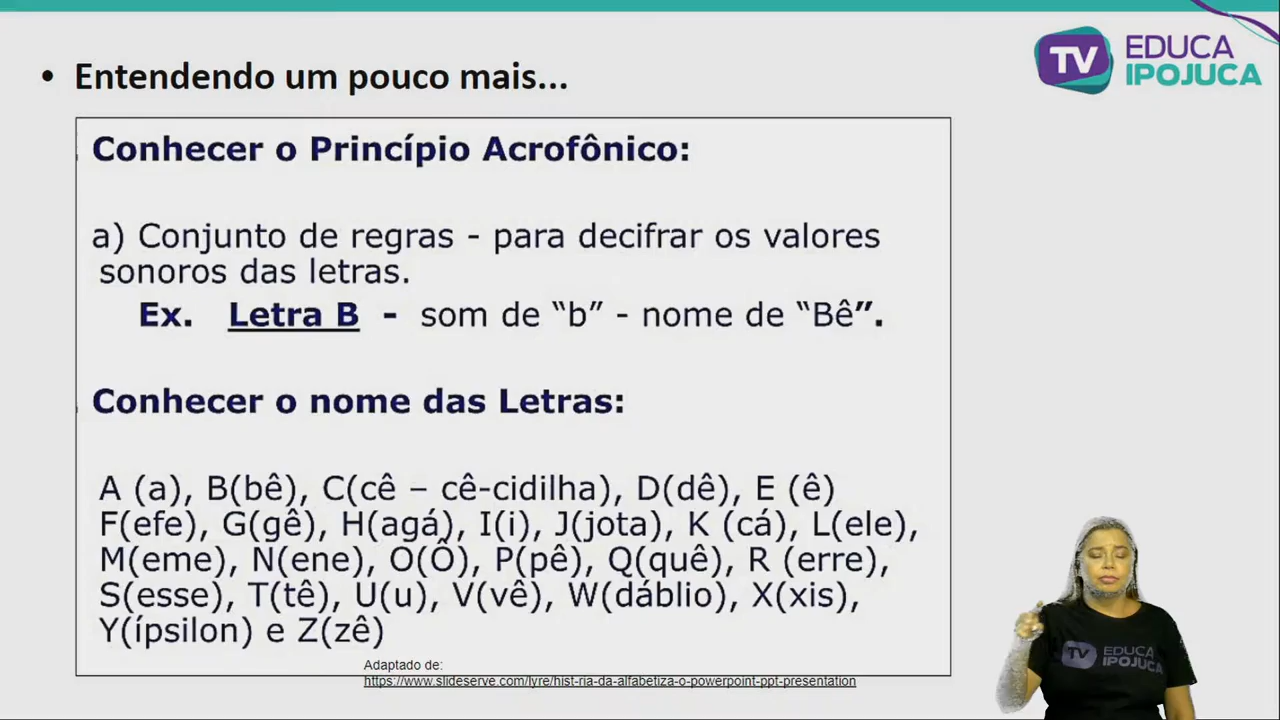 • Entendendo um pouco mais...
TV EDUCA
IPOJUCA
Conhecer o Princípio Acrofônico:
a) Conjunto de regras - para decifrar os valores
sonoros das letras.
Ex. Letra B - som de “b” - nome de “Bê”.
Conhecer o nome das Letras:
A (a), B(bê), C(cê – cê-cidilha), D(dê), E (ê)
F(efe), G(gê), H(agá), I(i), J(jota), K (cá), L(ele),
M(eme), N(ene), O(Ô), P(pê), Q(quê), R (erre),
S(esse), T(tê), U(u), V(vê), W(dáblio), X(xis),
Y(ípsilon) e Z(zê)
Adaptado de:
https://www.slideserve.com/lyre/hist-ria-da-alfabetiza-o-powerpoint-ppt-presentation
TV EDUCA
IPOJUCA